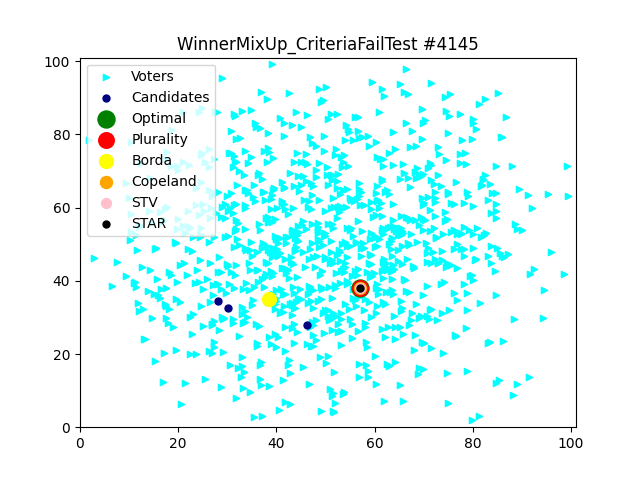 WinnerMixUp_CriteriaFailTest #4145
100
80
60
40
20
0
Voters
Candidates
Optimal
Plurality
Borda
Copeland
STV
STAR
0 20 40 60 80 100